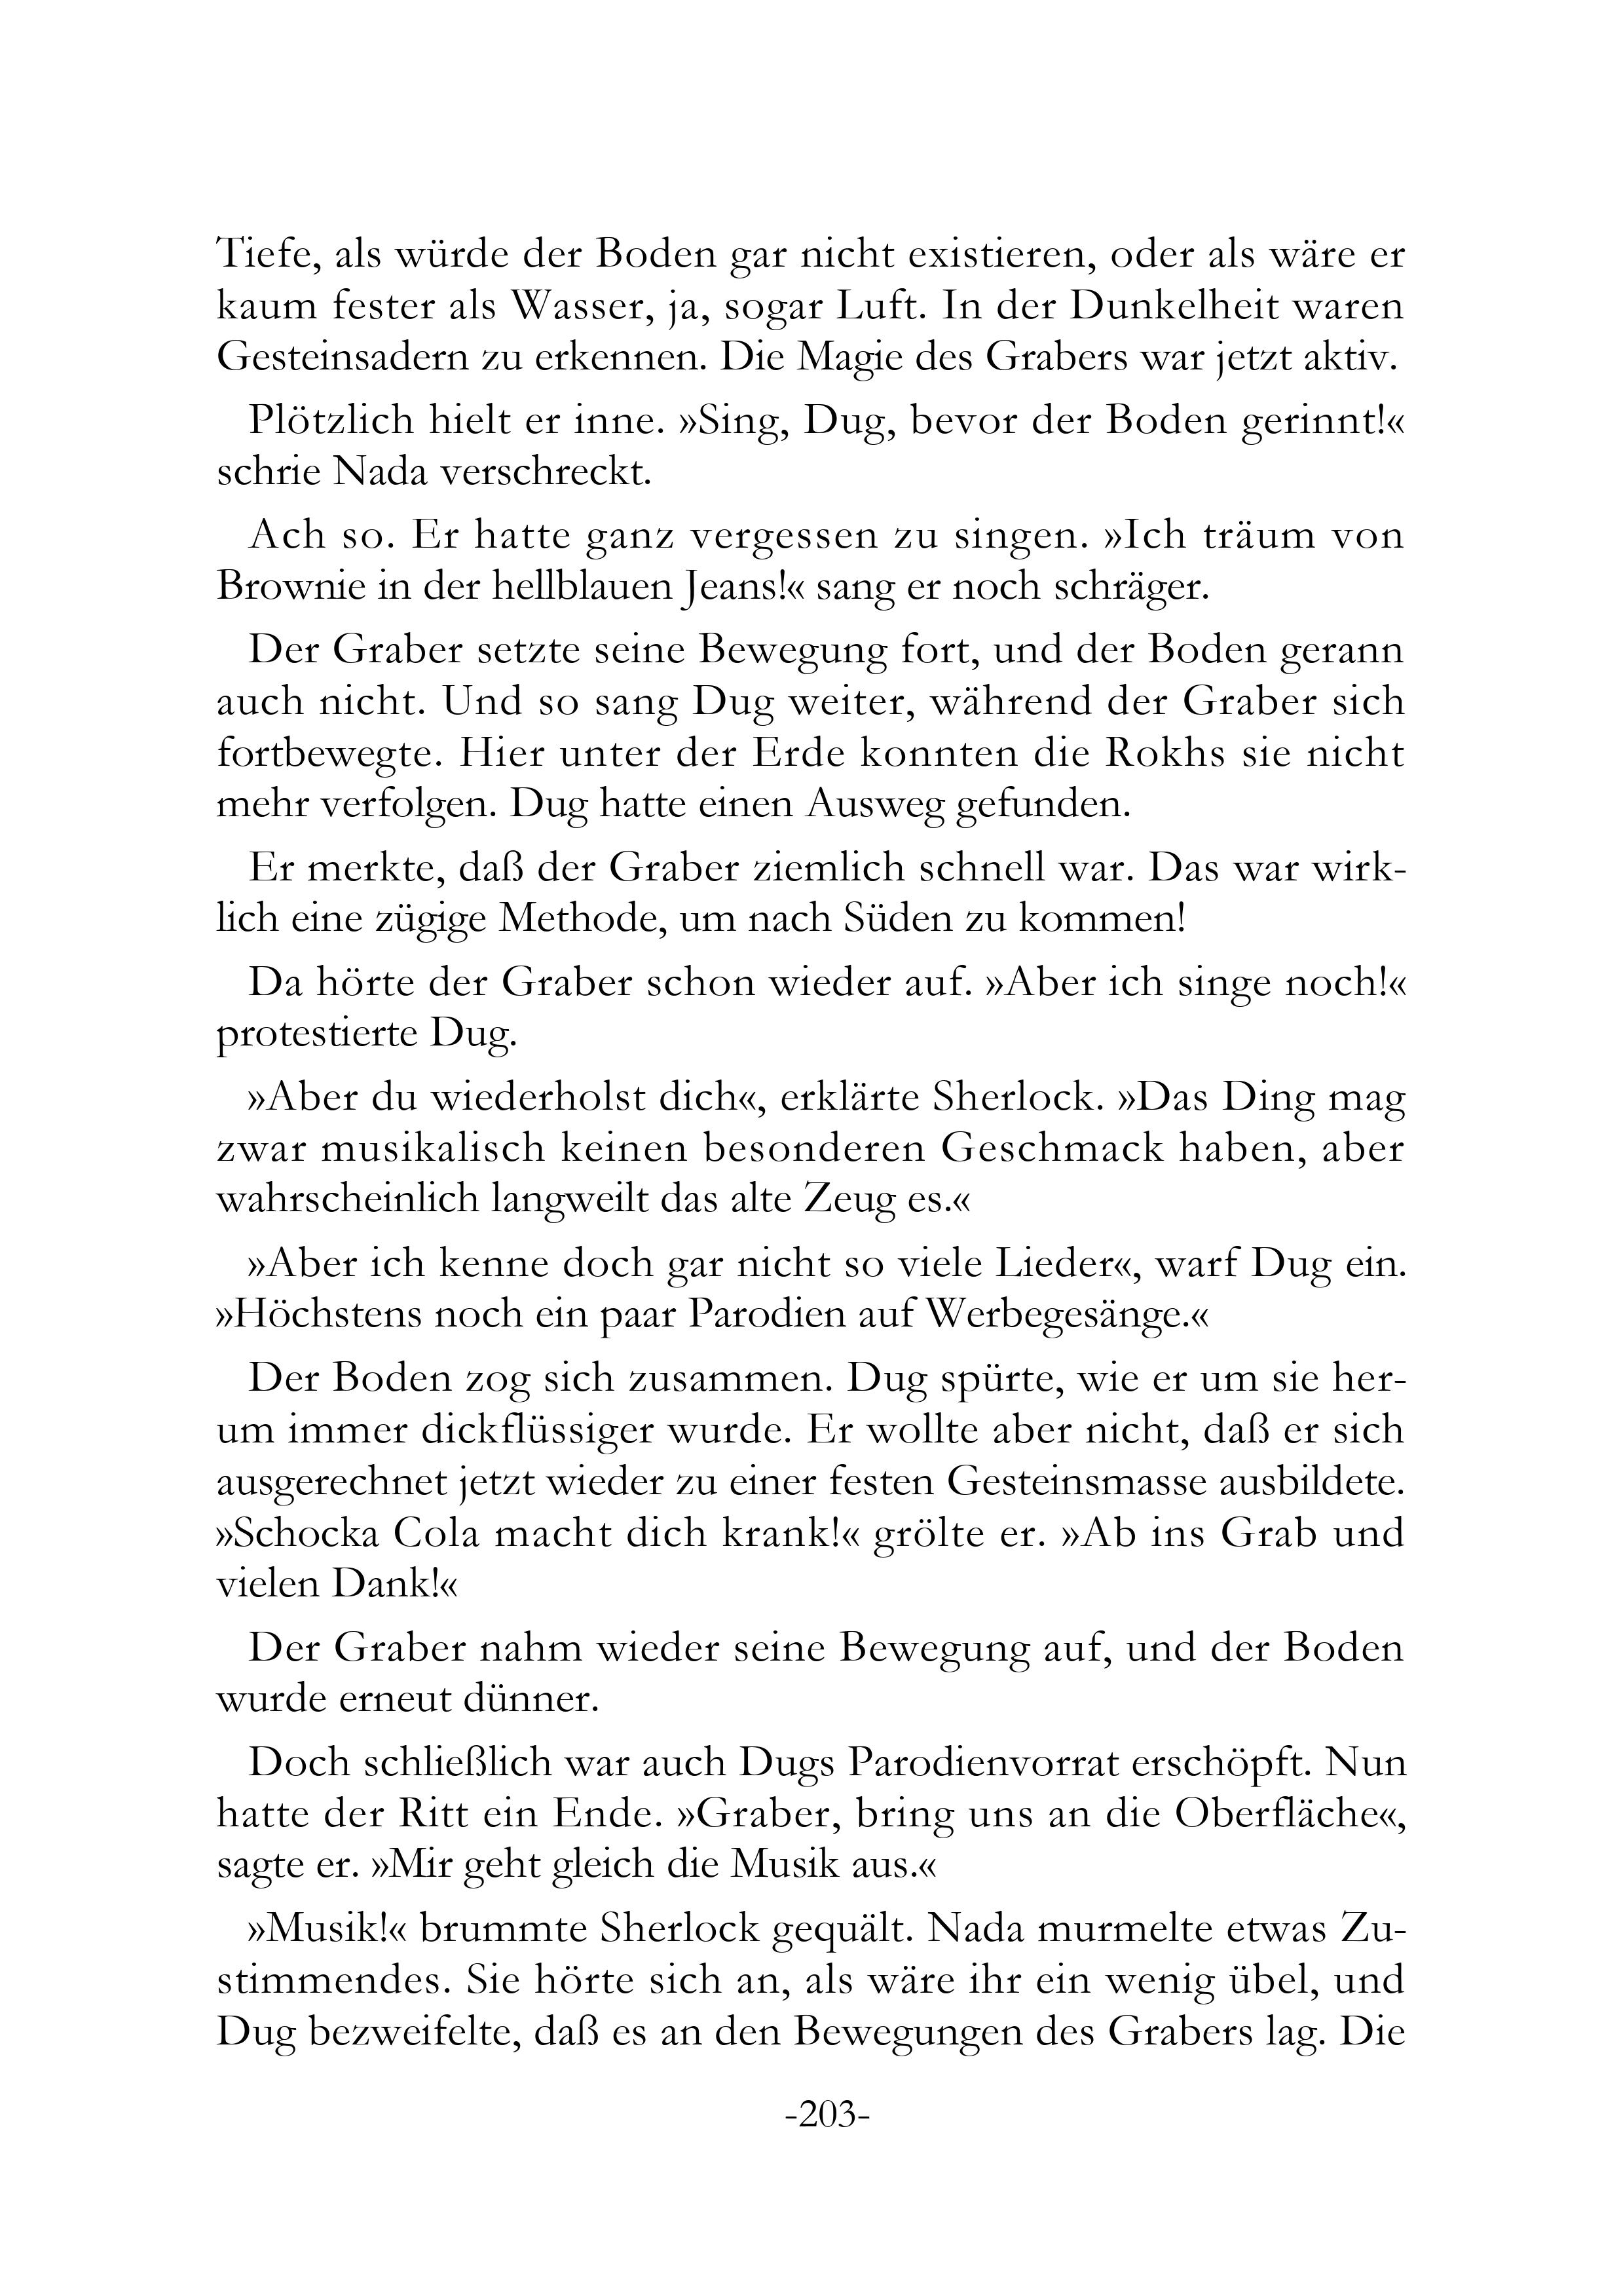 Tiefe, als würde der Boden gar nicht existieren, oder als wäre er
kaum fester als Wasser, ja, sogar Luft. In der Dunkelheit waren
Gesteinsadern zu erkennen. Die Magie des Grabers war jetzt aktiv.
Plötzlich hielt er inne. »Sing, Dug, bevor der Boden gerinnt!«
schrie Nada verschreckt.
Ach so. Er hatte ganz vergessen zu singen. »Ich träum von
Brownie in der hellblauen Jeans!« sang er noch schräger.
Der Graber setzte seine Bewegung fort, und der Boden gerann
auch nicht. Und so sang Dug weiter, während der Graber sich
fortbewegte. Hier unter der Erde konnten die Rokhs sie nicht
mehr verfolgen. Dug hatte einen Ausweg gefunden.
Er merkte, daß der Graber ziemlich schnell war. Das war wirk-
lich eine zügige Methode, um nach Süden zu kommen!
Da hörte der Graber schon wieder auf. »Aber ich singe noch!«
protestierte Dug.
»Aber du wiederholst dich«, erklärte Sherlock. »Das Ding mag
zwar musikalisch keinen besonderen Geschmack haben, aber
wahrscheinlich langweilt das alte Zeug es.«
»Aber ich kenne doch gar nicht so viele Lieder«, warf Dug ein.
»Höchstens noch ein paar Parodien auf Werbegesänge.«
Der Boden zog sich zusammen. Dug spürte, wie er um sie her-
um immer dickflüssiger wurde. Er wollte aber nicht, daß er sich
ausgerechnet jetzt wieder zu einer festen Gesteinsmasse ausbildete.
»Schocka Cola macht dich krank!« grölte er. »Ab ins Grab und
vielen Dank!«
Der Graber nahm wieder seine Bewegung auf, und der Boden
wurde erneut dünner.
Doch schließlich war auch Dugs Parodienvorrat erschöpft. Nun
hatte der Ritt ein Ende. »Graber, bring uns an die Oberfläche«,
sagte er. »Mir geht gleich die Musik aus.«
»Musik!« brummte Sherlock gequält. Nada murmelte etwas Zu-
stimmendes. Sie hörte sich an, als wäre ihr ein wenig übel, und
Dug bezweifelte, daß es an den Bewegungen des Grabers lag. Die
-203-